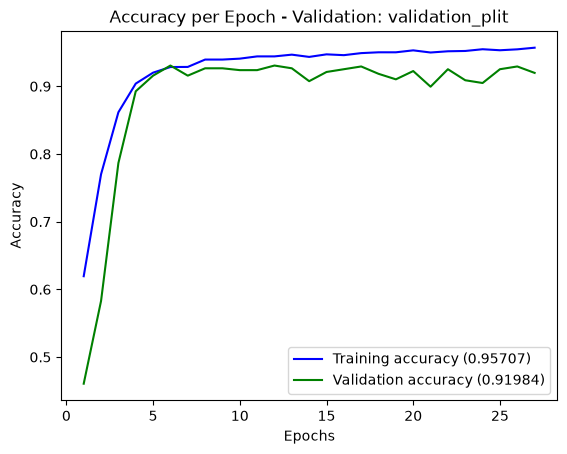 Accuracy per Epoch - Validation: validation_plit
Accuracy
0.9
0.8
0.7
0.6
0.5
Training accuracy (0.95707)
Validation accuracy (0.91984)
0 5 10 15 20 25
Epochs